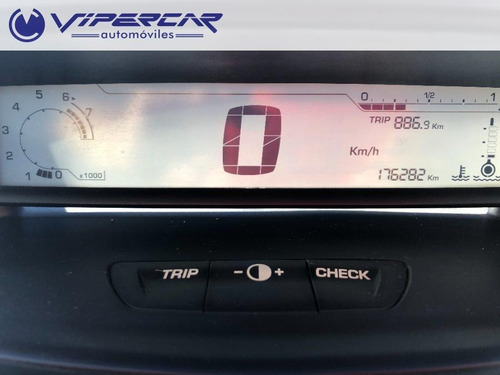 VIPERCAR
automóviles
0 1/2 1
4 5 6 7
3
2
1 0 x1000
0
Km/h
TRIP 886.9 Km
176282 Km
TRIP - + CHECK